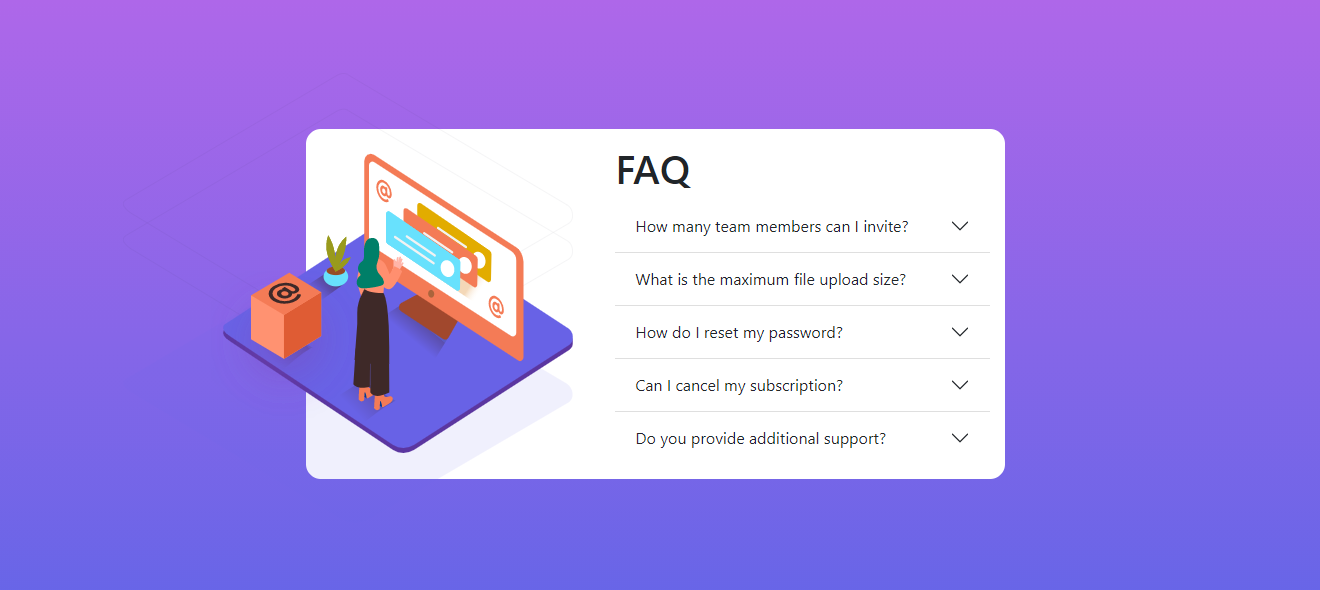 @
FAQ
How many team members can I invite?
What is the maximum file upload size?
@
@
How do I reset my password?
Can I cancel my subscription?
Do you provide additional support?